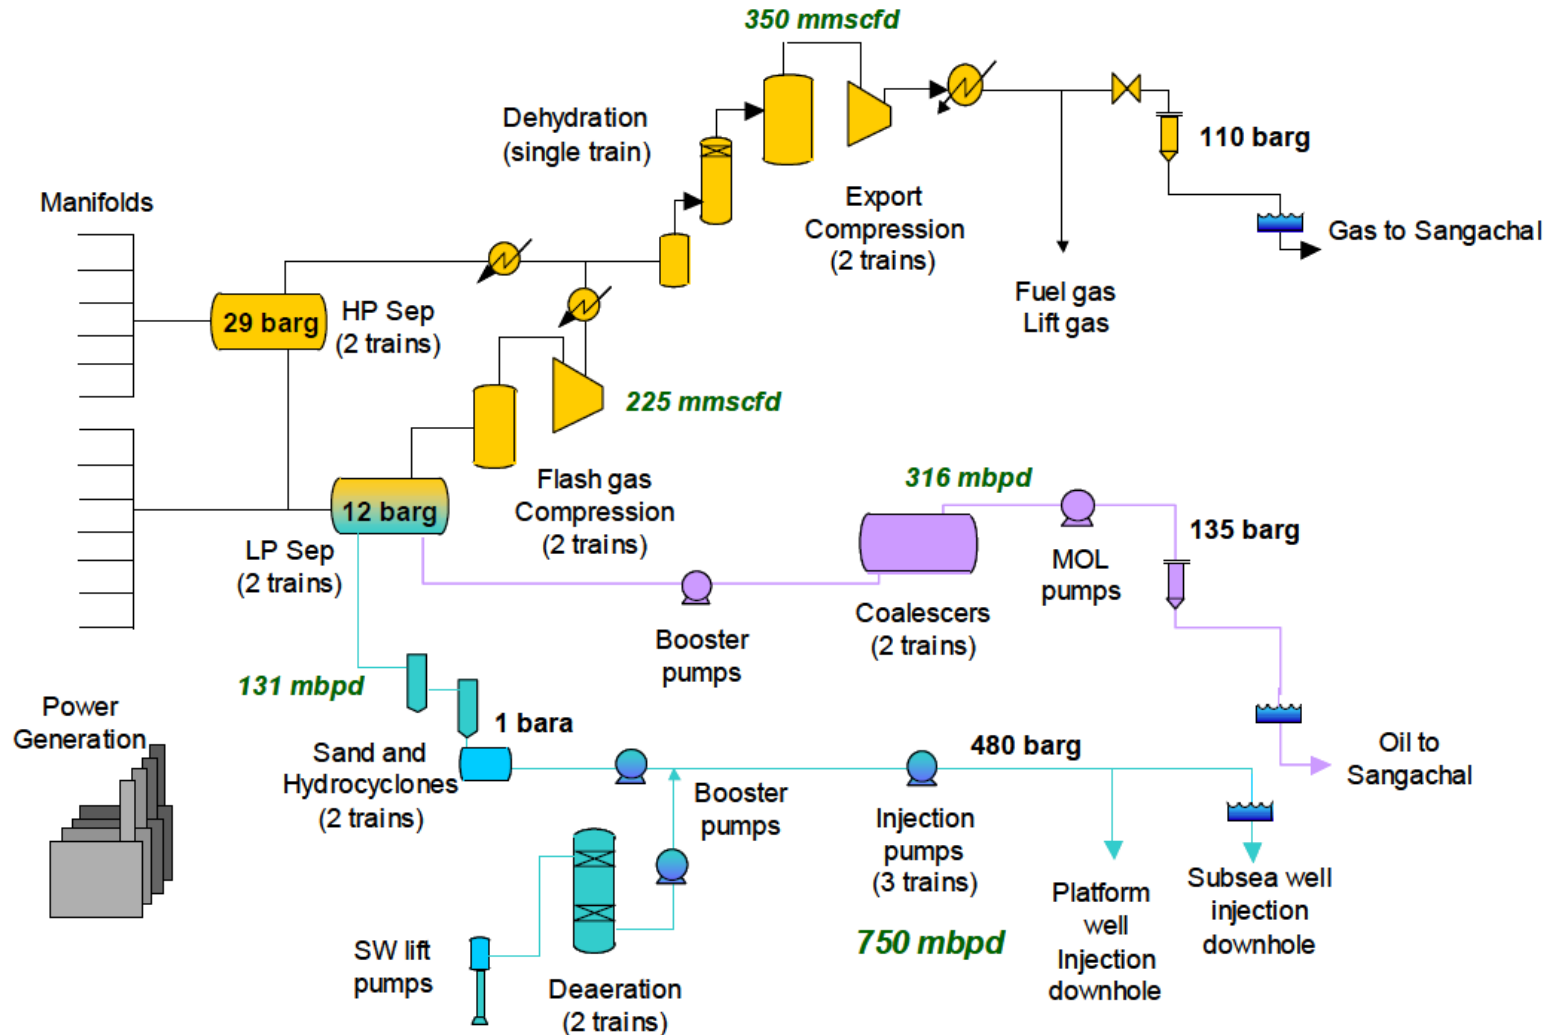 350 mmscfd
Dehydration
(single train)
110 barg
Manifolds
Export
Compression
(2 trains)
Gas to Sangachal
29 barg
HP Sep
(2 trains)
Fuel gas
Lift gas
225 mmscfd
Flash gas
Compression
(2 trains)
316 mbpd
12 barg
LP Sep
(2 trains)
135 barg
MOL
pumps
Coalescers
(2 trains)
Booster
pumps
131 mbpd
Power
Generation
1 bara
Sand and
Hydrocyclones
(2 trains)
480 barg
Oil to
Sangachal
Booster
pumps
Injection
pumps
(3 trains)
750 mbpd
Platform
well
Injection
downhole
Subsea well
injection
downhole
SW lift
pumps
Deaeration
(2 trains)